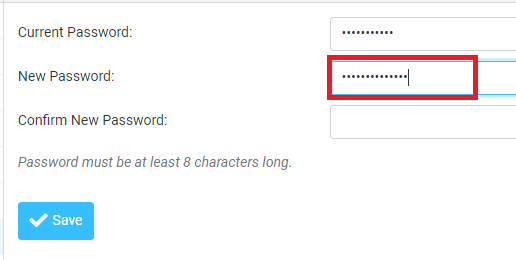 Current Password:
•••••••••••
New Password:
••••••••••••••
Confirm New Password:
Password must be at least 8 characters long.
Save